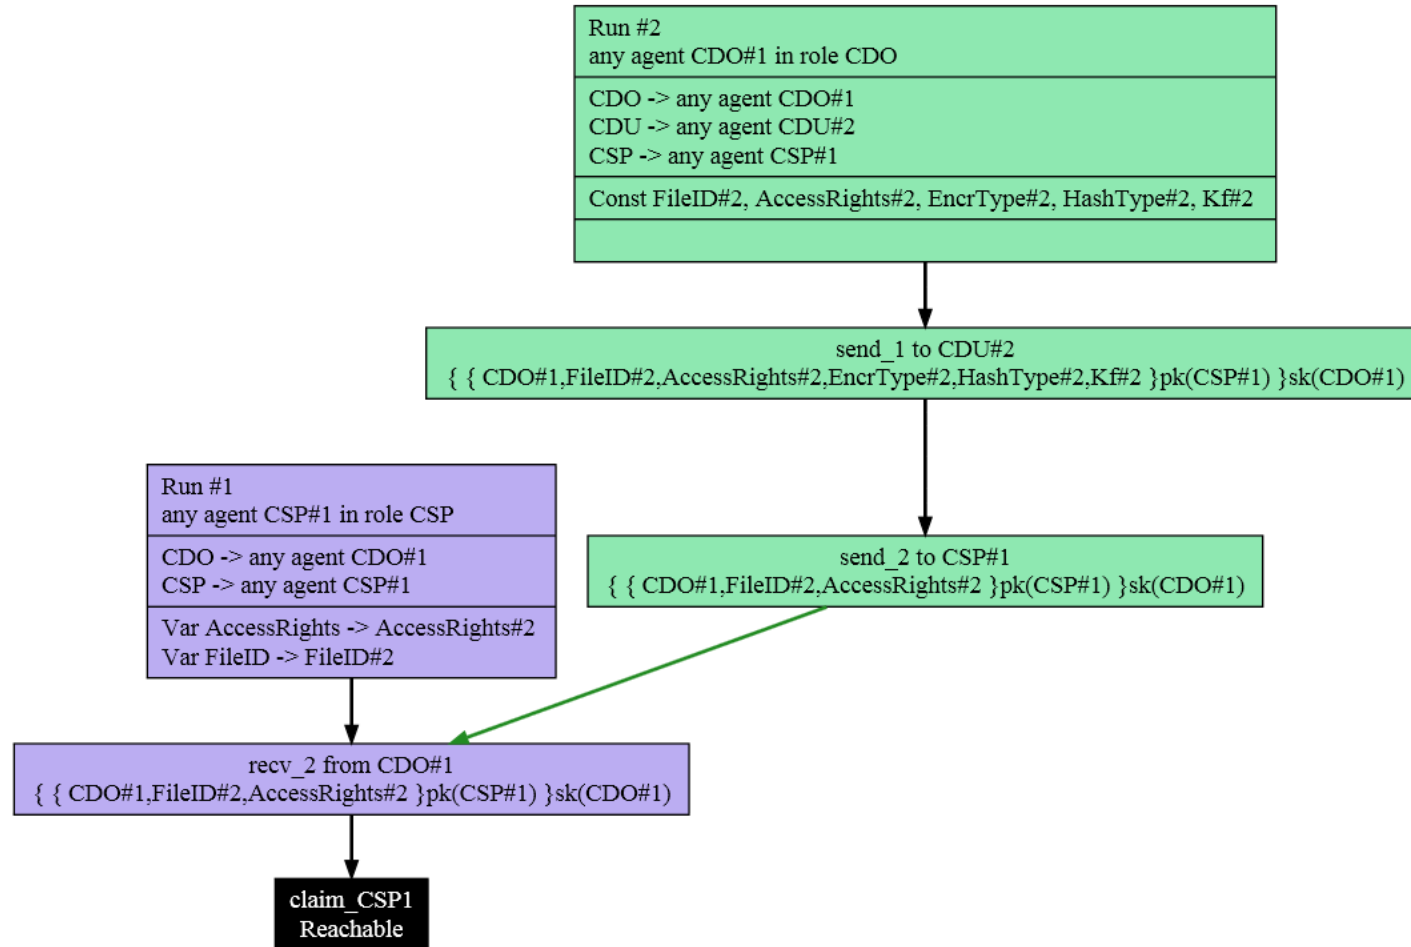 Run #2
any agent CDO#1 in role CDO
CDO -> any agent CDO#1
CDU -> any agent CDU#2
CSP -> any agent CSP#1
Const FileID#2, AccessRights#2, EncrType#2, HashType#2, Kf#2
send_1 to CDU#2
{ { CDO#1,FileID#2,AccessRights#2,EncrType#2,HashType#2,Kf#2 }pk(CSP#1) }sk(CDO#1)
Run #1
any agent CSP#1 in role CSP
CDO -> any agent CDO#1
CSP -> any agent CSP#1
Var AccessRights -> AccessRights#2
Var FileID -> FileID#2
send_2 to CSP#1
{ { CDO#1,FileID#2,AccessRights#2 }pk(CSP#1) }sk(CDO#1)
recv_2 from CDO#1
{ { CDO#1,FileID#2,AccessRights#2 }pk(CSP#1) }sk(CDO#1)
claim_CSP1
Reachable